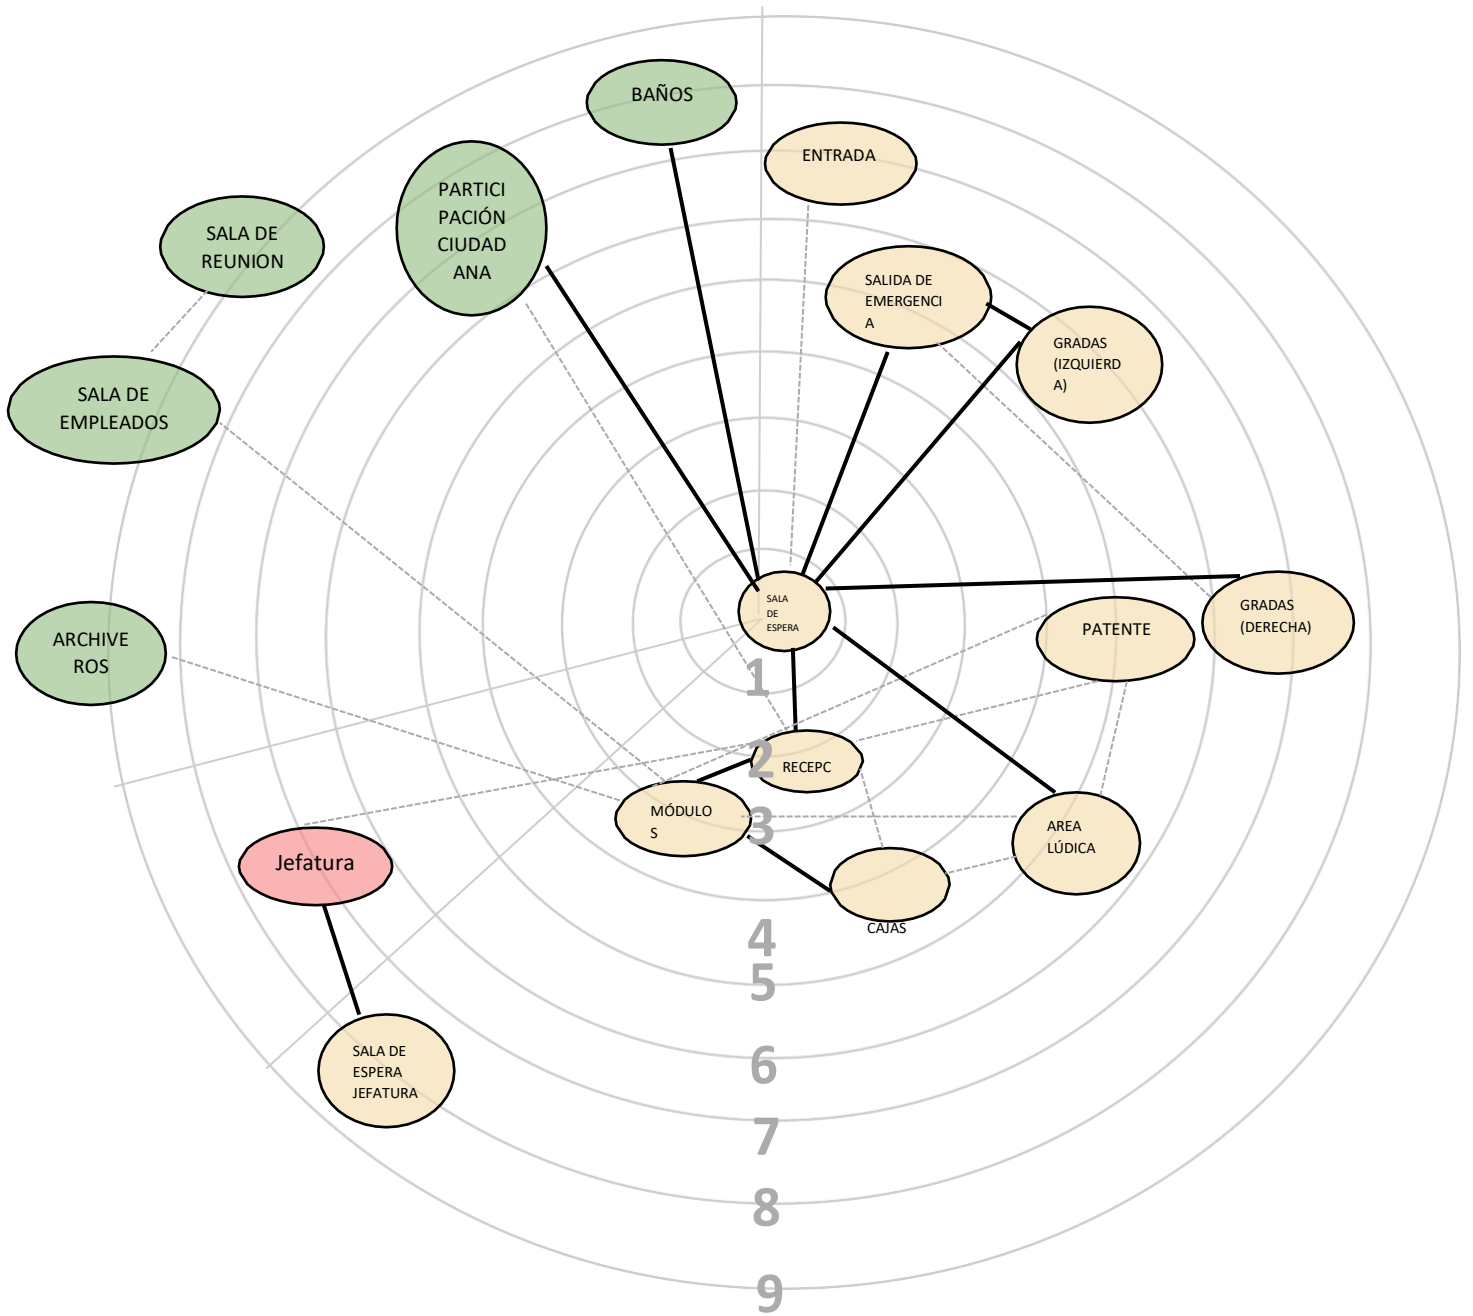 BAÑOS
ENTRADA
PARTICI
PACIÓN
CIUDAD
ANA
SALA DE
REUNION
SALIDA DE
EMERGENCI
A
GRADAS
(IZQUIERD
A)
SALA DE
EMPLEADOS
SALA
DE
ESPERA
GRADAS
(DERECHA)
PATENTE
ARCHIVE
ROS
1
2
RECEPC
MÓDULO
S
3
AREA
LÚDICA
Jefatura
CAJAS
4
5
SALA DE
ESPERA
JEFATURA
6
7
8
9